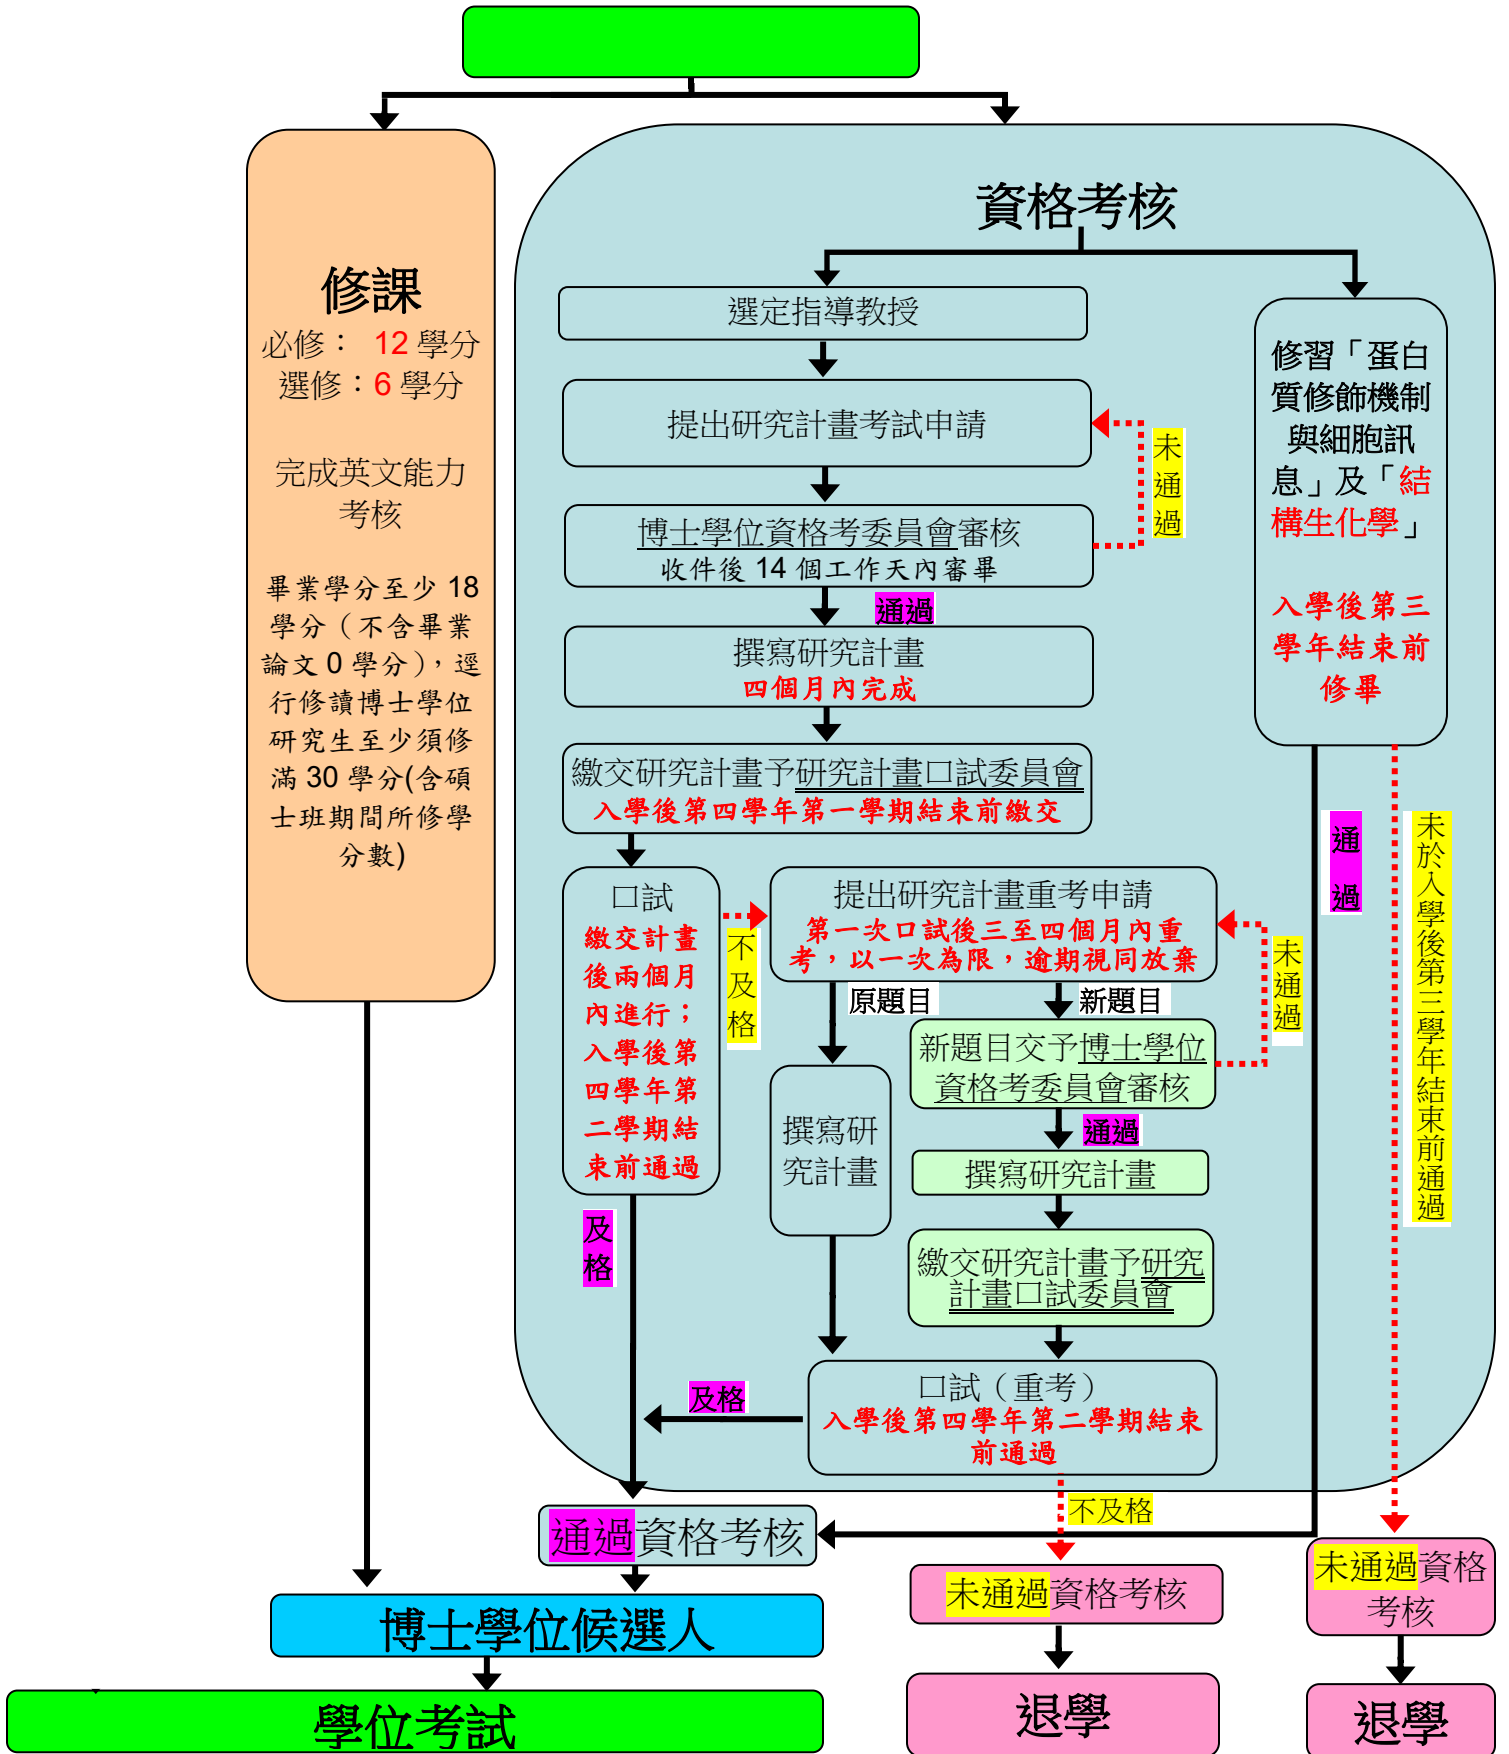 資格考核
修課
必修： 12 學分
選修：6 學分
完成英文能力
考核
畢業學分至少 18
學分（不含畢業
論文 0 學分），逕
行修讀博士學位
研究生至少須修
滿 30 學分(含碩
士班期間所修學
分數)
選定指導教授
提出研究計畫考試申請
未通過
博士學位資格考委員會審核
收件後 14 個工作天內審畢
通過
撰寫研究計畫
四個月內完成
繳交研究計畫予研究計畫口試委員會
入學後第四學年第一學期結束前繳交
修習「蛋白
質修飾機制
與細胞訊
息」及「結
構生化學」
入學後第三
學年結束前
修畢
通過
未於入學後第三學年結束前通過
口試
繳交計畫
後兩個月
內進行；
入學後第
四學年第
二學期結
束前通過
不及格
提出研究計畫重考申請
第一次口試後三至四個月內重
考，以一次為限，逾期視同放棄
原題目
新題目
未通過
新題目交予博士學位
資格考委員會審核
通過
撰寫研
究計畫
撰寫研究計畫
繳交研究計畫予研究
計畫口試委員會
及格
口試（重考）
入學後第四學年第二學期結束
前通過
及格
不及格
通過資格考核
未通過資格考核
未通過資格
考核
博士學位候選人
學位考試
退學
退學